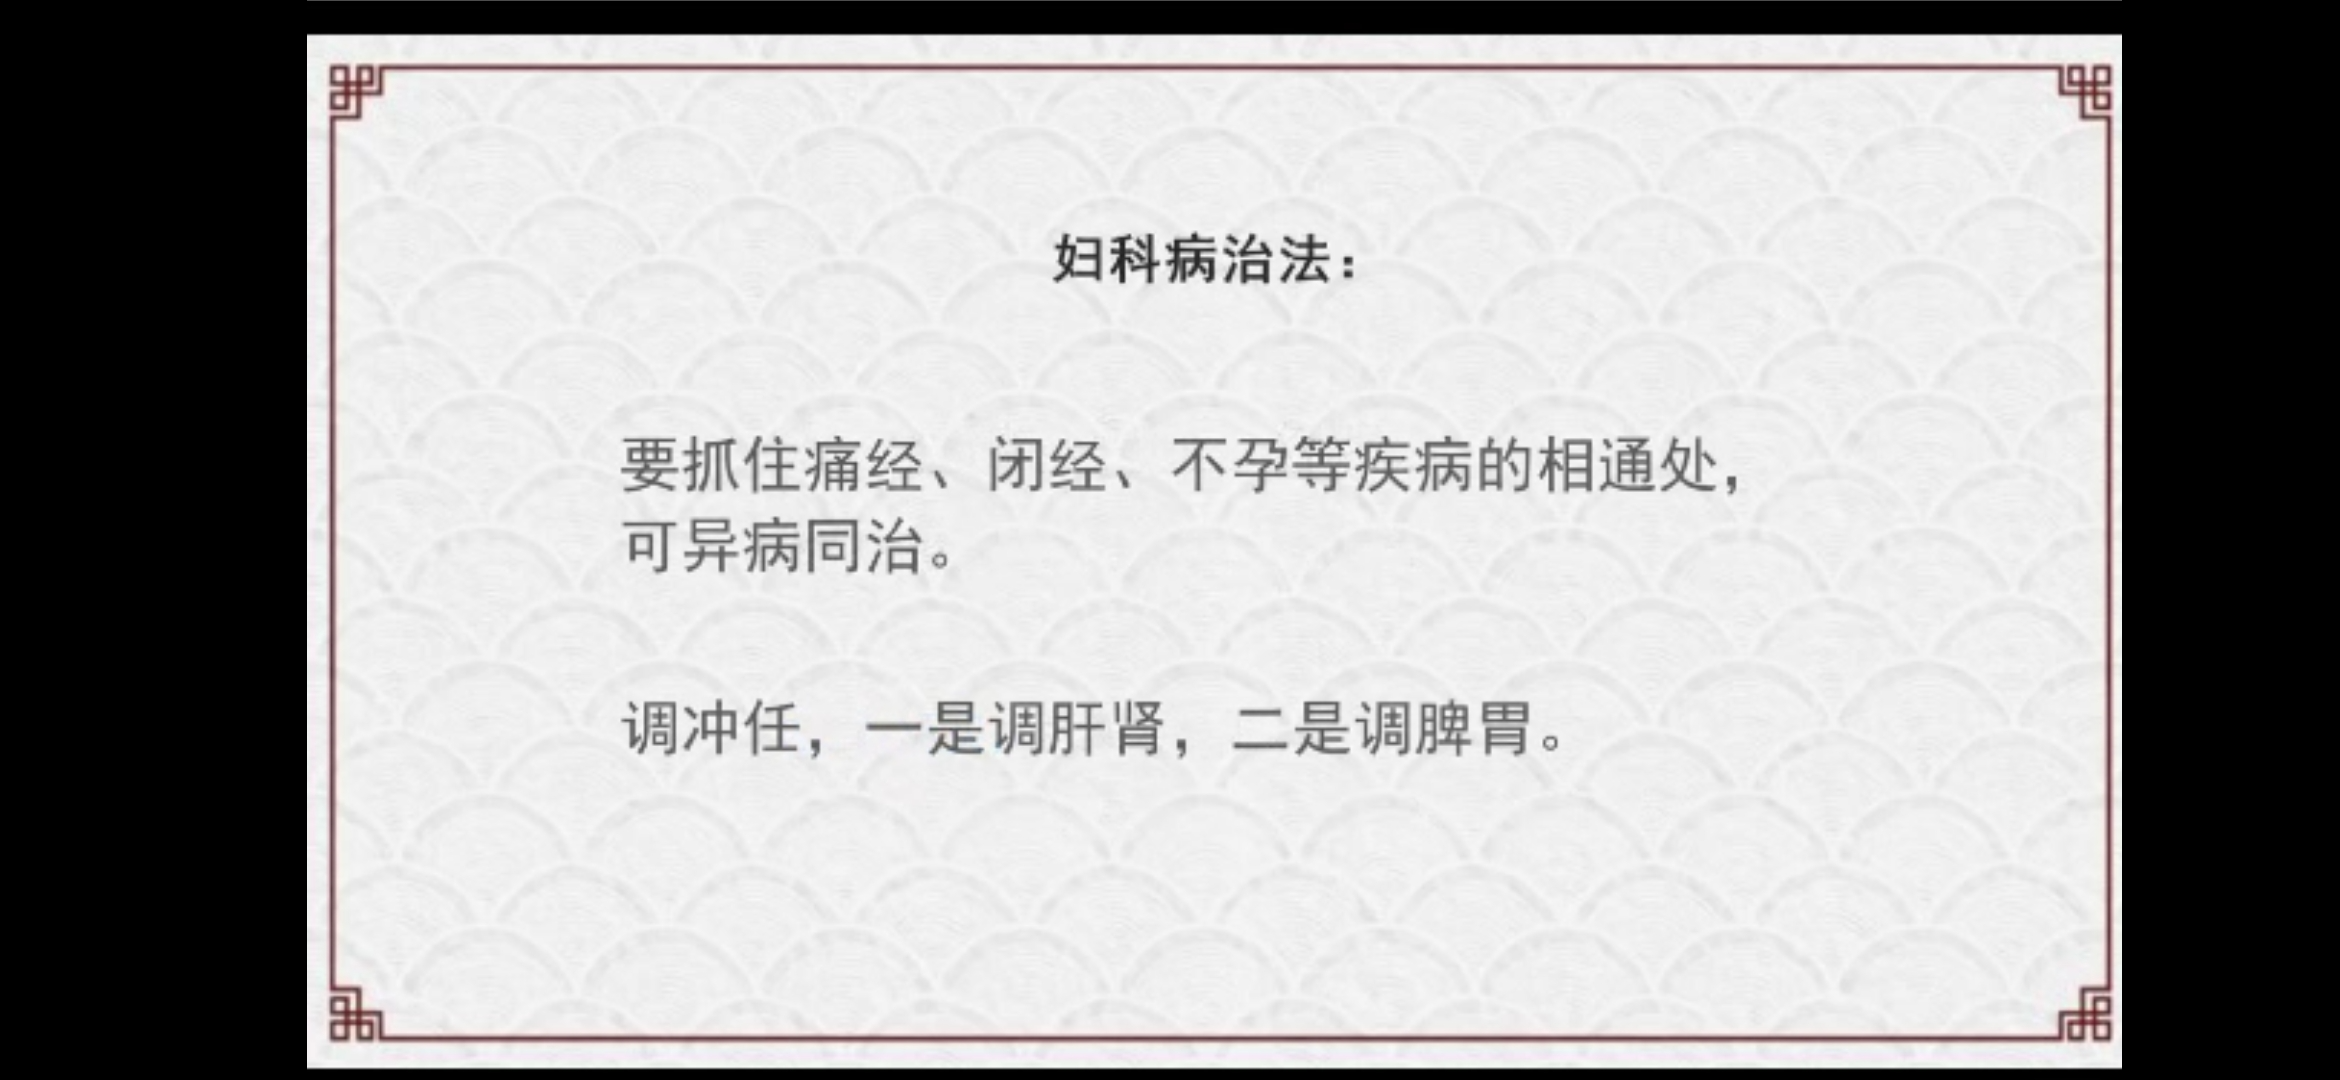 妇科病治法：
要抓住痛经、闭经、不孕等疾病的相通处，
可异病同治。
调冲任，一是调肝肾，二是调脾胃。